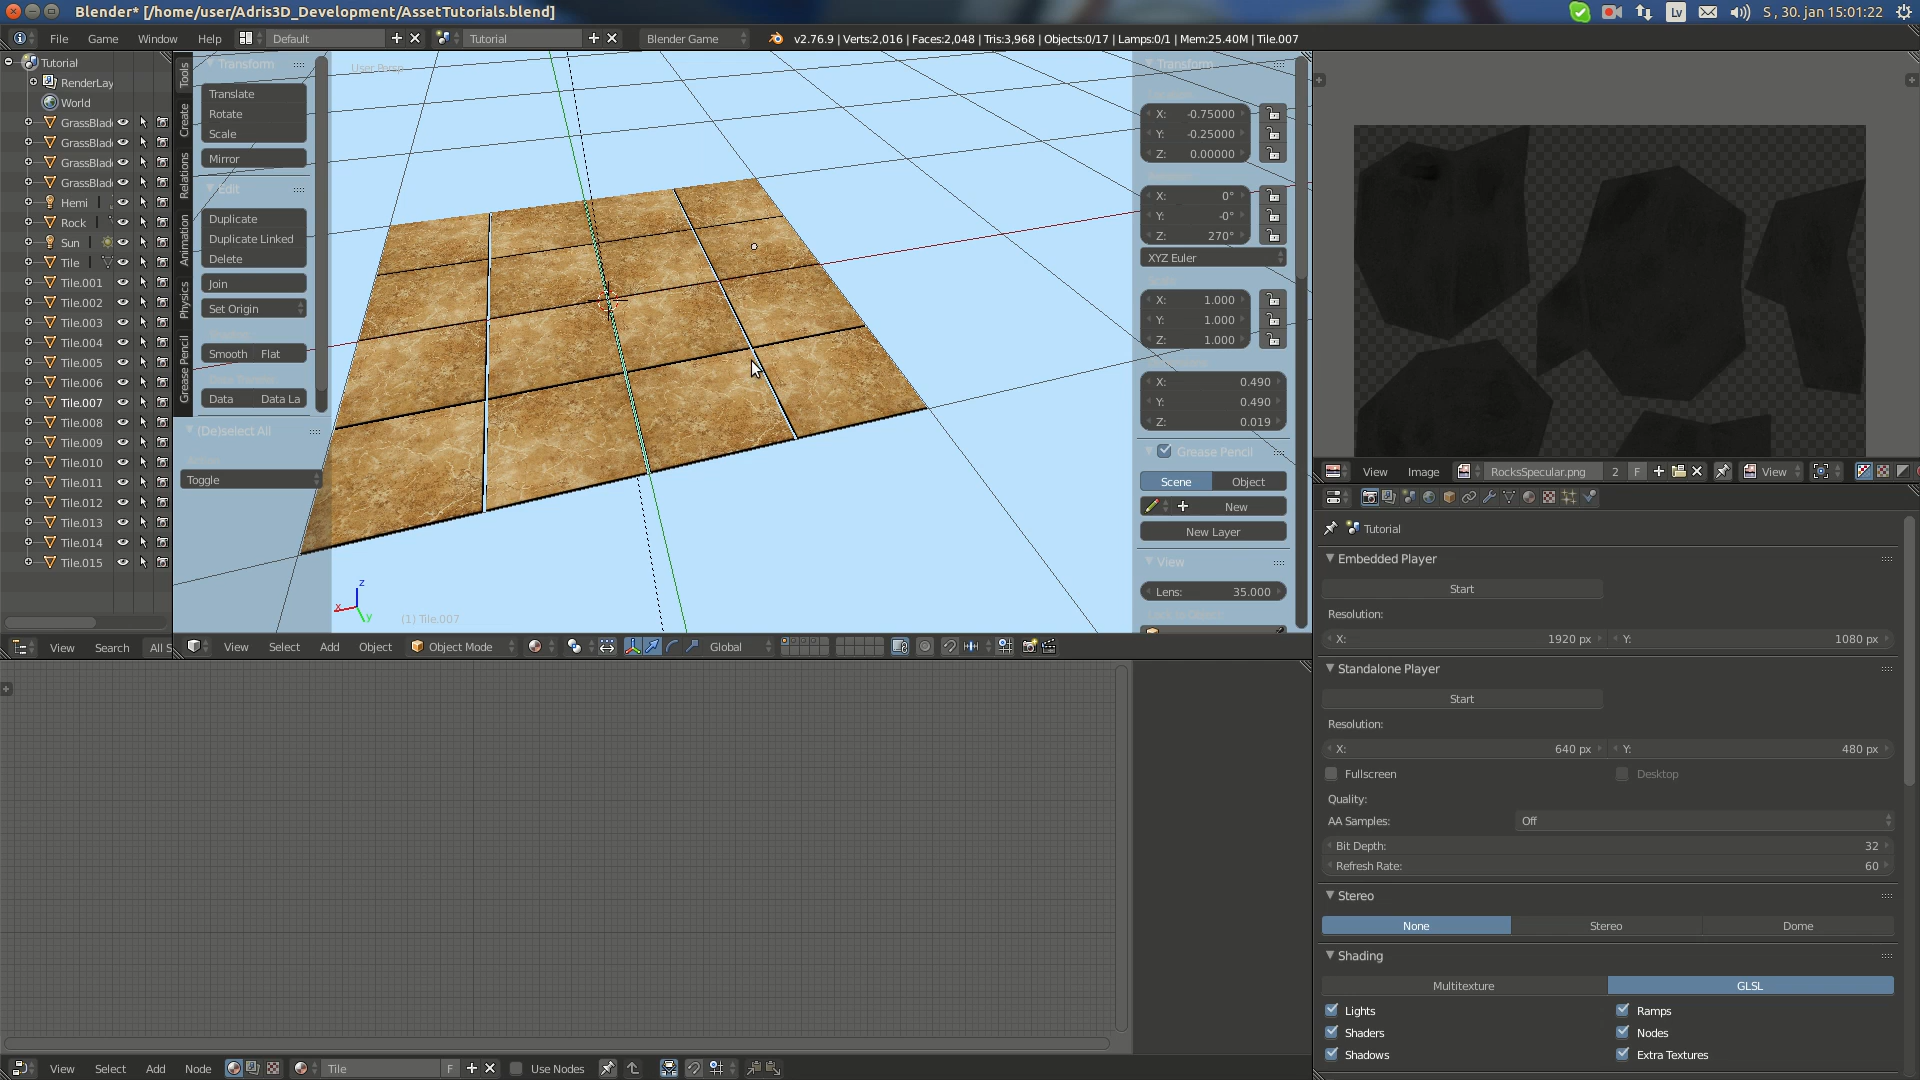 Blender* [/home/user/Adris3D_Development/AssetTutorials.blend]
Lv
S , 30. jan 15:01:22
File Game Window Help
Default
Tutorial
Blender Game
v2.76.9 | Verts:2,016 | Faces:2,048 | Tris:3,968 | Objects:0/17 | Lamps:0/1 | Mem:25.40M | Tile.007
Tutorial
RenderLay
World
GrassBlad
GrassBlad
GrassBlad
GrassBlad
Hemi
Rock
Sun
Tile
Tile.001
Tile.002
Tile.003
Tile.004
Tile.005
Tile.006
Tile.007
Tile.008
Tile.009
Tile.010
Tile.011
Tile.012
Tile.013
Tile.014
Tile.015
View Search All S
Tools
Create
Relations
Animation
Physics
Grease Pencil
Transform
Translate
Rotate
Scale
Mirror
Edit
Duplicate
Duplicate Linked
Delete
Join
Set Origin
Smooth Flat
Data Data La
(De)select All
Toggle
User Persp
z
x
y
(1) Tile.007
Transform
X: -0.75000
Y: -0.25000
Z: 0.00000
X: 0°
Y: -0°
Z: 270°
XYZ Euler
X: 1.000
Y: 1.000
Z: 1.000
X: 0.490
Y: 0.490
Z: 0.019
Grease Pencil
Scene Object
New
New Layer
View
Lens: 35.000
View Select Add Object
Object Mode
Global
View Image
RocksSpecular.png 2 F
View
Tutorial
Embedded Player
Start
Resolution:
X: 1920 px Y: 1080 px
Standalone Player
Start
Resolution:
X: 640 px Y: 480 px
Fullscreen Desktop
Quality:
AA Samples: Off
Bit Depth: 32
Refresh Rate: 60
Stereo
None Stereo Dome
Shading
Multitexture GLSL
Lights Ramps
Shaders Nodes
Shadows Extra Textures
View Select Add Node
Tile F
Use Nodes